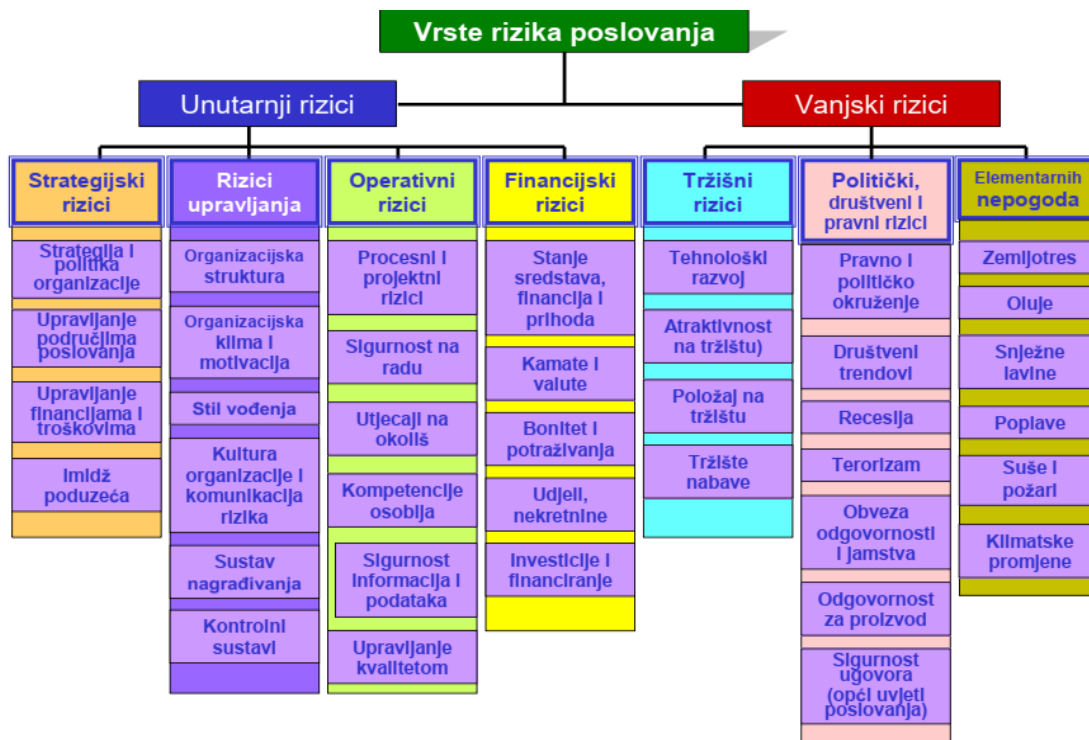 Vrste rizika poslovanja
Unutarnji rizici
Vanjski rizici
Strategijski
rizici
Strategija i
politika
organizacije
Upravljanje
područjima
poslovanja
Upravljanje
financijama i
troškovima
Imidž
poduzeća
Rizici
upravljanja
Organizacijska
struktura
Organizacijska
klima i
motivacija
Stil vođenja
Kultura
organizacije i
komunikacija
rizika
Sustav
nagrađivanja
Kontrolni
sustavi
Operativni
rizici
Procesni i
projektni
rizici
Sigurnost na
radu
Utjecaji na
okoliš
Kompetencije
osoblja
Sigurnost
informacija i
podataka
Upravljanje
kvalitetom
Financijski
rizici
Stanje
sredstava,
financija i
prihoda
Kamate i
valute
Bonitet i
potraživanja
Udjeli,
nekretnine
Investicije i
financiranje
Tržišni
rizici
Tehnološki
razvoj
Atraktivnost
na tržištu)
Položaj na
tržištu
Tržište
nabave
Politički,
društveni i
pravni rizici
Pravno i
političko
okruženje
Društveni
trendovi
Recesija
Terorizam
Obveza
odgovornosti
i jamstva
Odgovornost
za proizvod
Sigurnost
ugovora
(opći uvjeti
poslovanja)
Elementarnih
nepogoda
Zemljotres
Oluje
Snježne
lavine
Poplave
Suše i
požari
Klimatske
promjene